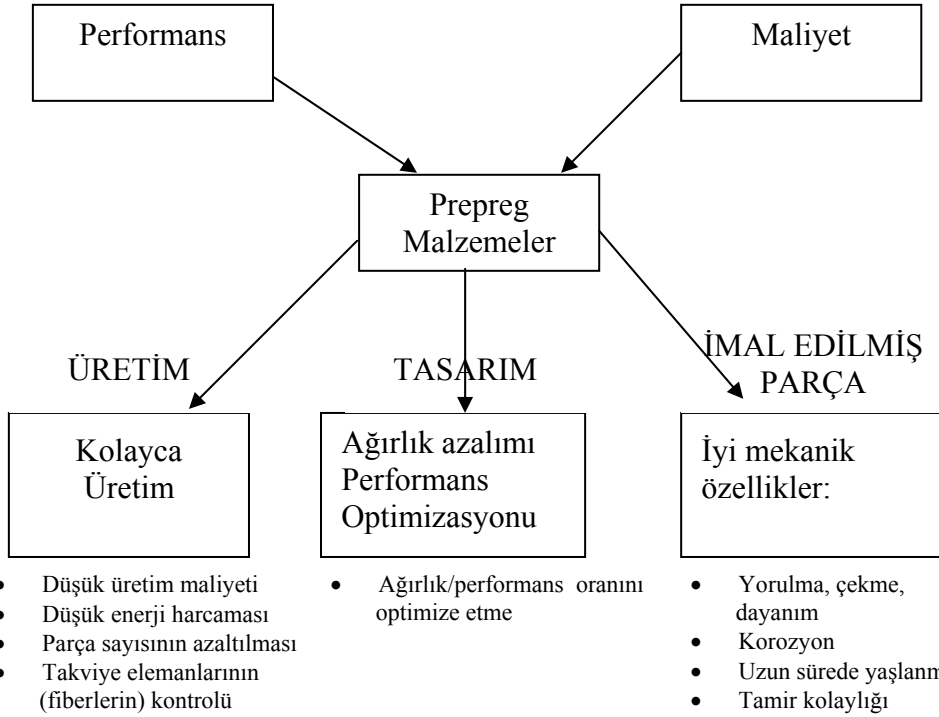 Performans
Maliyet
Prepreg
Malzemeler
ÜRETİM
TASARIM
İMAL EDİLMİŞ
PARÇA
Kolayca
Üretim
Ağırlık azalımı
Performans
Optimizasyonu
İyi mekanik
özellikler:
• Düşük üretim maliyeti
• Düşük enerji harcaması
• Parça sayısının azaltılması
• Takviye elemanlarının
(fiberlerin) kontrolü
• Ağırlık/performans oranını
optimize etme
• Yorulma, çekme,
dayanım
• Korozyon
• Uzun sürede
• Tamir kolaylığı